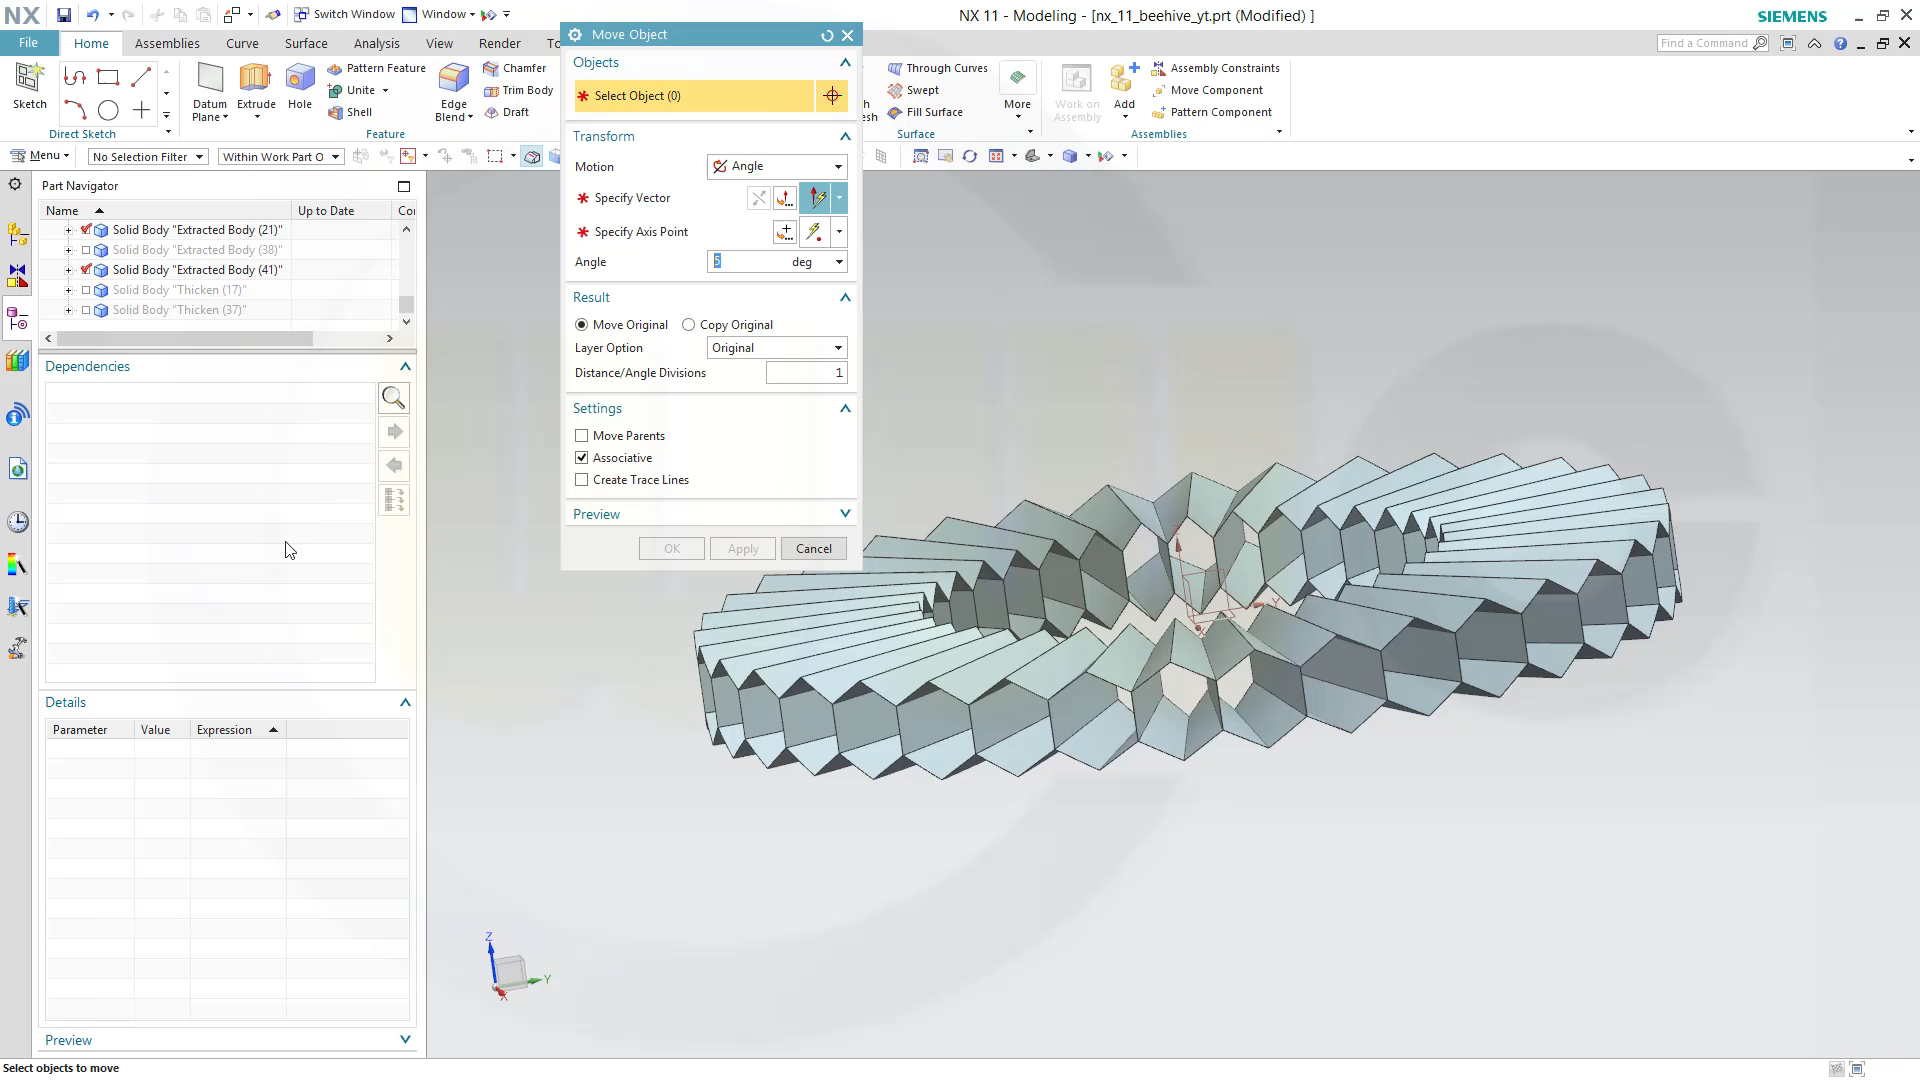 NX
Switch Window
Window
NX 11 - Modeling - [nx_11_beehive_yt.prt (Modified) ]
SIEMENS
File
Home
Assemblies
Curve
Surface
Analysis
View
Render
To
Find a Command
Sketch
Direct Sketch
Datum Plane
Extrude
Hole
Pattern Feature
Unite
Shell
Edge Blend
Chamfer
Trim Body
Draft
Feature
Through Curves
Swept
Fill Surface
More
Surface
Work on Assembly
Add
Assembly Constraints
Move Component
Pattern Component
Assemblies
Menu
No Selection Filter
Within Work Part O
Part Navigator
Name
Up to Date
Cor
Solid Body "Extracted Body (21)"
Solid Body "Extracted Body (38)"
Solid Body "Extracted Body (41)"
Solid Body "Thicken (17)"
Solid Body "Thicken (37)"
Dependencies
Details
Parameter
Value
Expression
Preview
Move Object
Objects
* Select Object (0)
Transform
Motion
Angle
* Specify Vector
* Specify Axis Point
Angle
5
deg
Result
Move Original
Copy Original
Layer Option
Original
Distance/Angle Divisions
1
Settings
Move Parents
Associative
Create Trace Lines
Preview
OK
Apply
Cancel
Y
X
Z
Y
X
Select objects to move